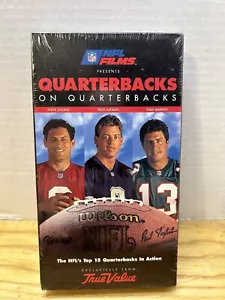 NFL
FILMS
PRESENTS
QUARTERBACKS
ON QUARTERBACKS
STEVE YOUNG TROY AIKMAN DAN MARINO
13
Wilson
NFL
The NFL's Top 15 Quarterbacks In Action
EXCLUSIVELY FROM
True Value